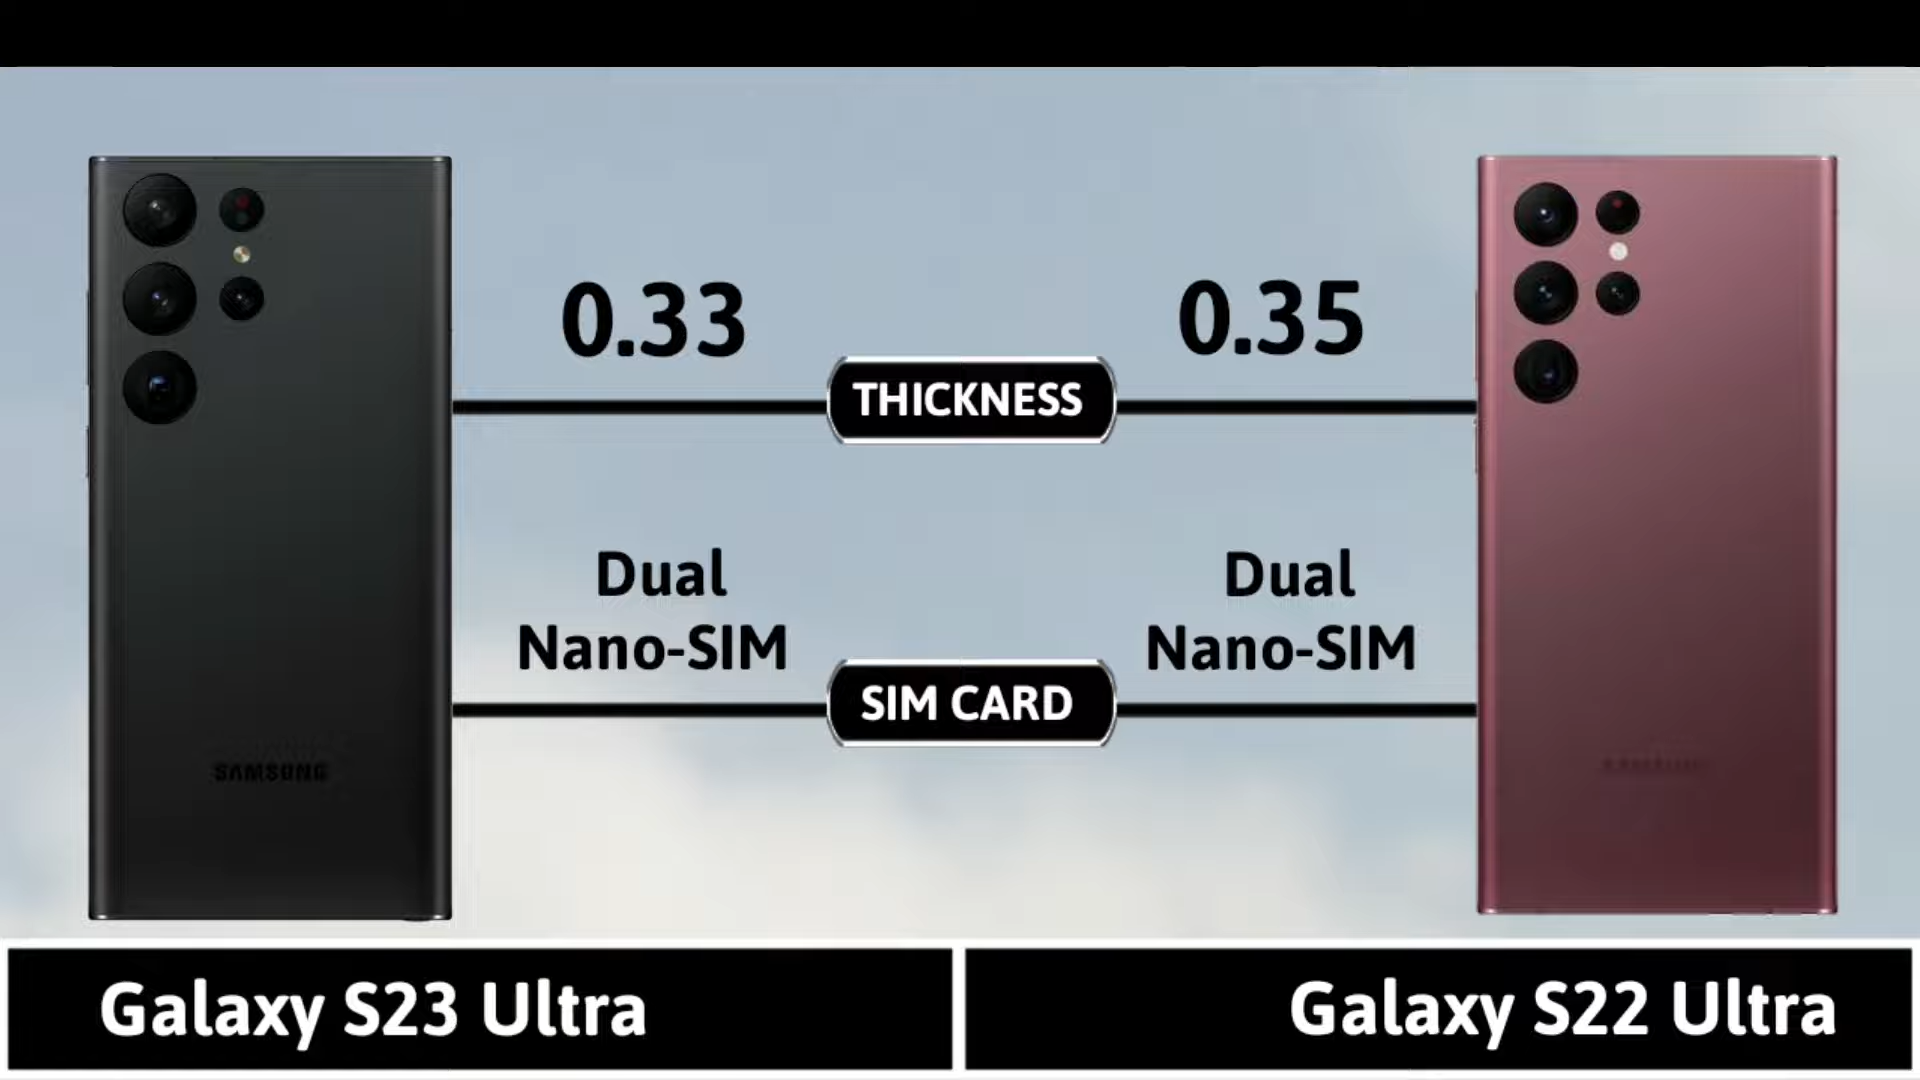 0.33
0.35
THICKNESS
Dual
Nano-SIM
Dual
Nano-SIM
SIM CARD
SAMSUNG
Galaxy S23 Ultra
Galaxy S22 Ultra